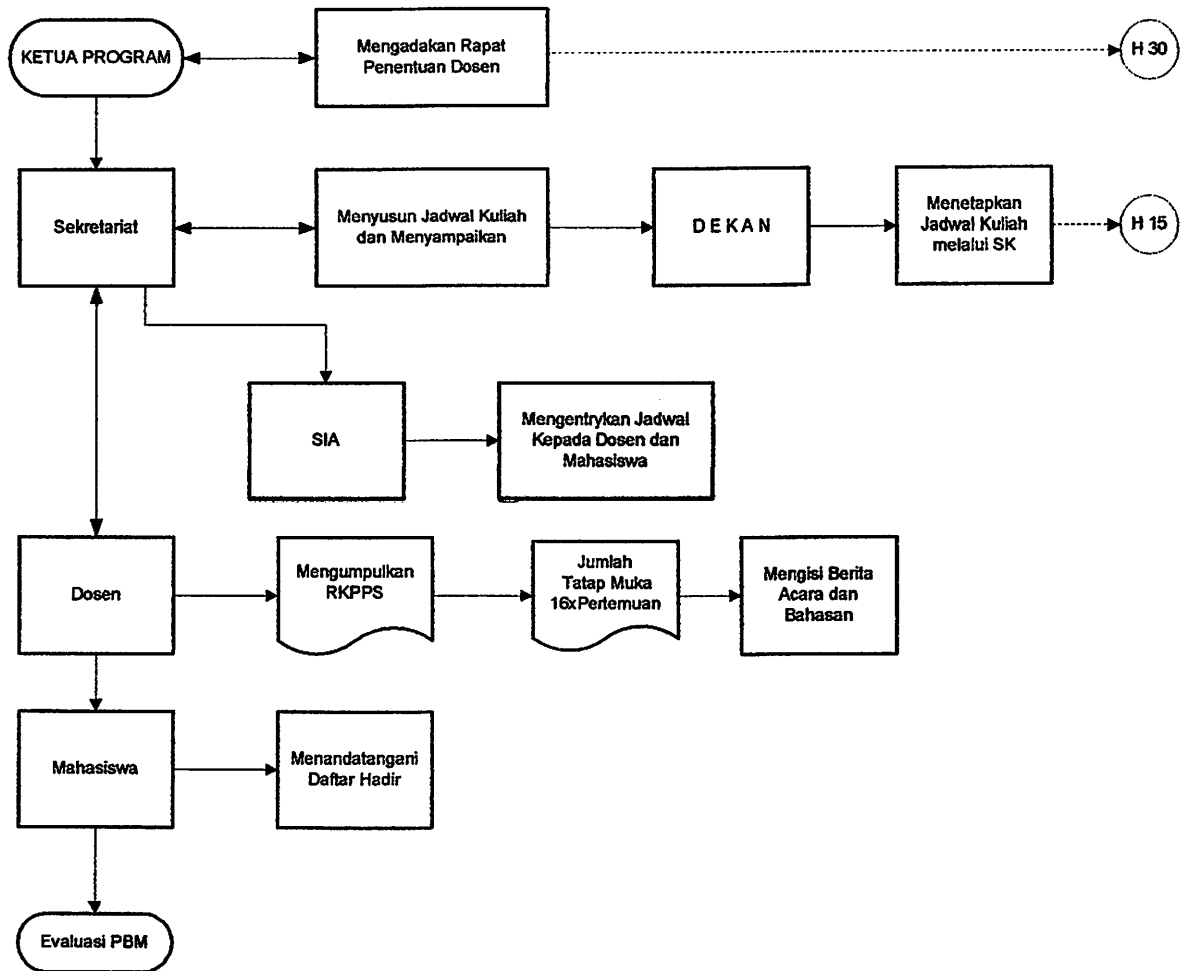 KETUA PROGRAM
Mengadakan Rapat
Penentuan Dosen
H 30
Sekretariat
Menyusun Jadwal Kuliah
dan Menyampaikan
D E K A N
Menetapkan
Jadwal Kuliah
melalui SK
H 15
SIA
Mengentrykan Jadwal
Kepada Dosen dan
Mahasiswa
Dosen
Mengumpulkan
RKPPS
Jumlah
Tatap Muka
16xPertemuan
Mengisi Berita
Acara dan
Bahasan
Mahasiswa
Menandatangani
Daftar Hadir
Evaluasi PBM